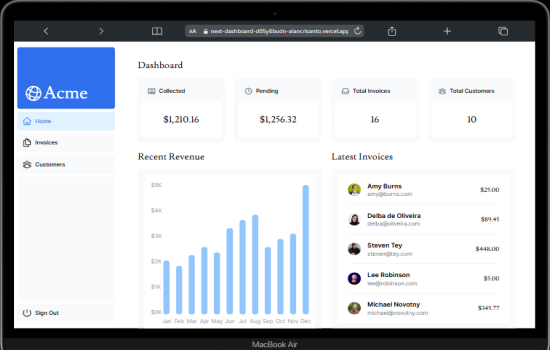 AA next-dashboard-d05y6budn-alancrisanto.vercel.app
Acme
Home
Invoices
Customers
Sign Out
Dashboard
Collected
$1,210.16
Pending
$1,256.32
Total Invoices
16
Total Customers
10
Recent Revenue
$5K
$4K
$3K
$2K
$1K
$0K
Jan Feb Mar Apr May Jun Jul Aug Sep Oct Nov Dec
Latest Invoices
Amy Burns
amy@burns.com
$25.00
Delba de Oliveira
delba@oliveira.com
$89.45
Steven Tey
steven@tey.com
$448.00
Lee Robinson
lee@robinson.com
$5.00
Michael Novotny
michael@novotny.com
$345.77
MacBook Air